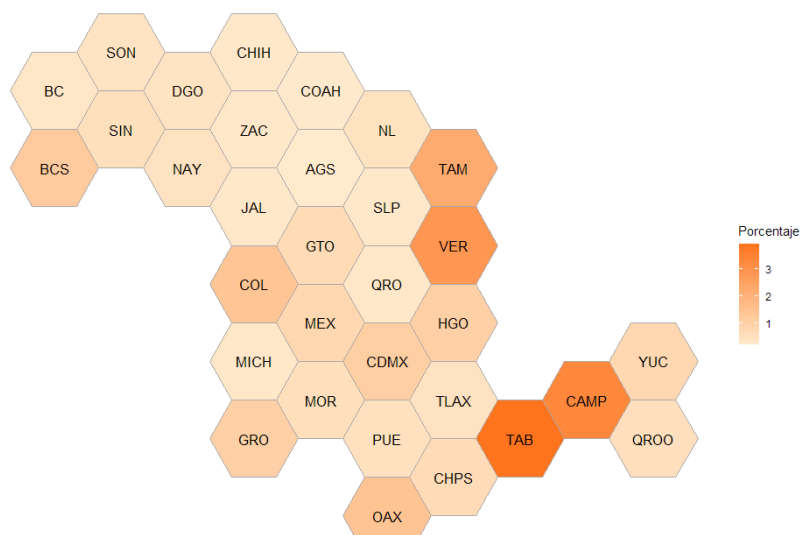 SON
CHIH
BC
DGO
COAH
SIN
ZAC
NL
BCS
NAY
AGS
TAM
JAL
SLP
GTO
VER
COL
QRO
MEX
HGO
MICH
CDMX
YUC
MOR
TLAX
CAMP
GRO
PUE
TAB
QROO
CHPS
OAX
Porcentaje
3
2
1